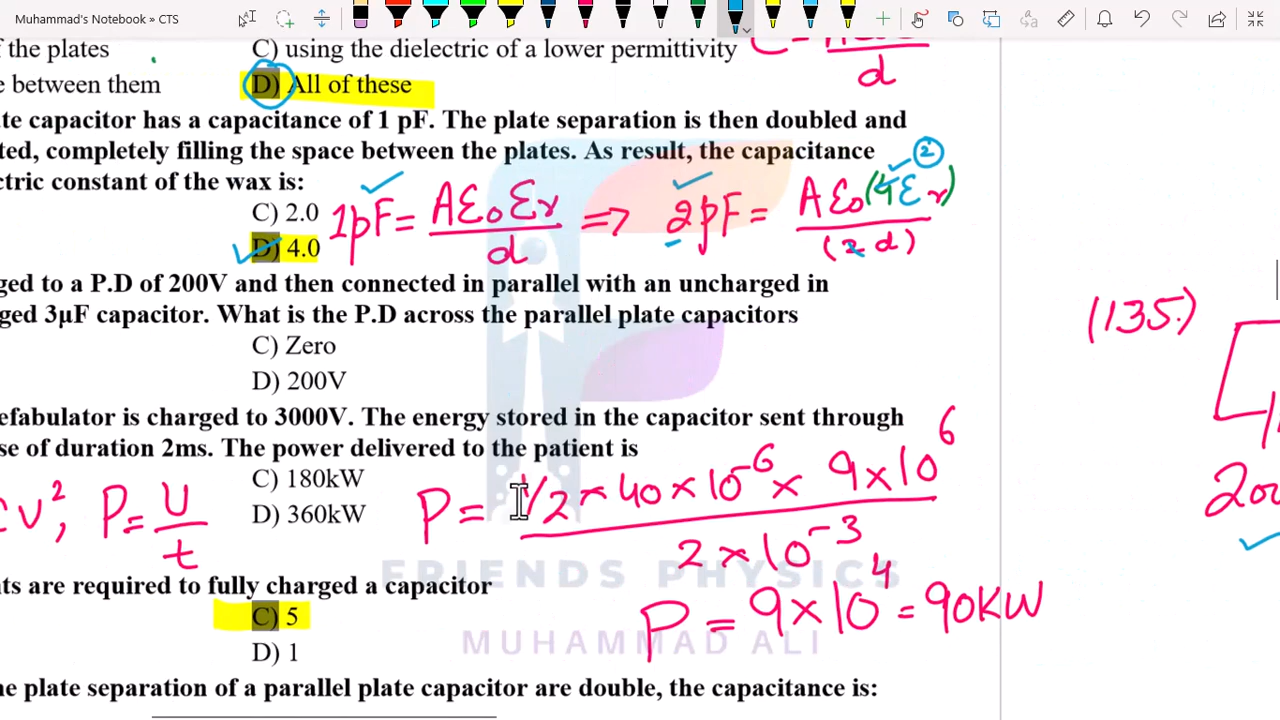 Muhammad's Notebook » CTS
f the plates C) using the dielectric of a lower permittivity
d
e between them D) All of these
te capacitor has a capacitance of 1 pF. The plate separation is then doubled and
ted, completely filling the space between the plates. As result, the capacitance
ctric constant of the wax is:
C) 2.0
D) 4.0
1pF = Aε₀εr / d => 2pF = Aε₀(4εr) / (2d)
2
ged to a P.D of 200V and then connected in parallel with an uncharged in
ged 3µF capacitor. What is the P.D across the parallel plate capacitors
(135.)
C) Zero
D) 200V
efabulator is charged to 3000V. The energy stored in the capacitor sent through
se of duration 2ms. The power delivered to the patient is
C) 180kW
D) 360kW
CV², P = U / t
P = 1/2 × 40 × 10⁻⁶ × 9×10⁶ / 2×10⁻³
FRIENDS PHYSICS
nts are required to fully charged a capacitor
C) 5
P = 9×10⁴ = 90KW
MUHAMMAD ALI
D) 1
ne plate separation of a parallel plate capacitor are double, the capacitance is: